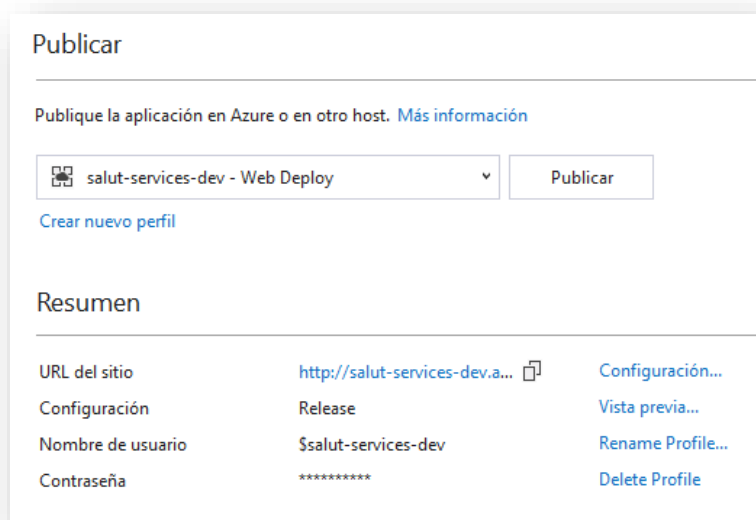 Publicar
Publique la aplicación en Azure o en otro host. Más información
salut-services-dev - Web Deploy Publicar
Crear nuevo perfil
Resumen
URL del sitio http://salut-services-dev.a... Configuración...
Configuración Release Vista previa...
Nombre de usuario $salut-services-dev Rename Profile...
Contraseña ********** Delete Profile